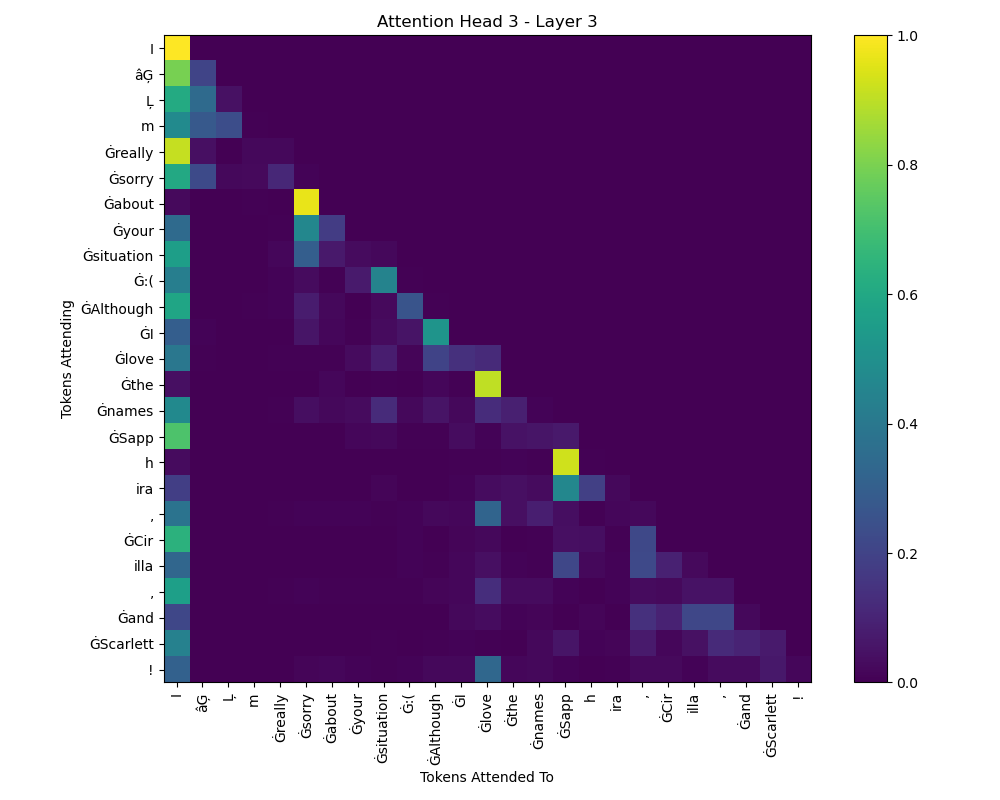 Attention Head 3 - Layer 3
Tokens Attending
I
âĢ
Ļ
m
Ġreally
Ġsorry
Ġabout
Ġyour
Ġsituation
Ġ:(
ĠAlthough
ĠI
Ġlove
Ġthe
Ġnames
ĠSapp
h
ira
,
ĠCir
illa
,
Ġand
ĠScarlett
!
I
âĢ
Ļ
m
Ġreally
Ġsorry
Ġabout
Ġyour
Ġsituation
Ġ:(
ĠAlthough
ĠI
Ġlove
Ġthe
Ġnames
ĠSapp
h
ira
,
ĠCir
illa
,
Ġand
ĠScarlett
!
Tokens Attended To
1.0
0.8
0.6
0.4
0.2
0.0